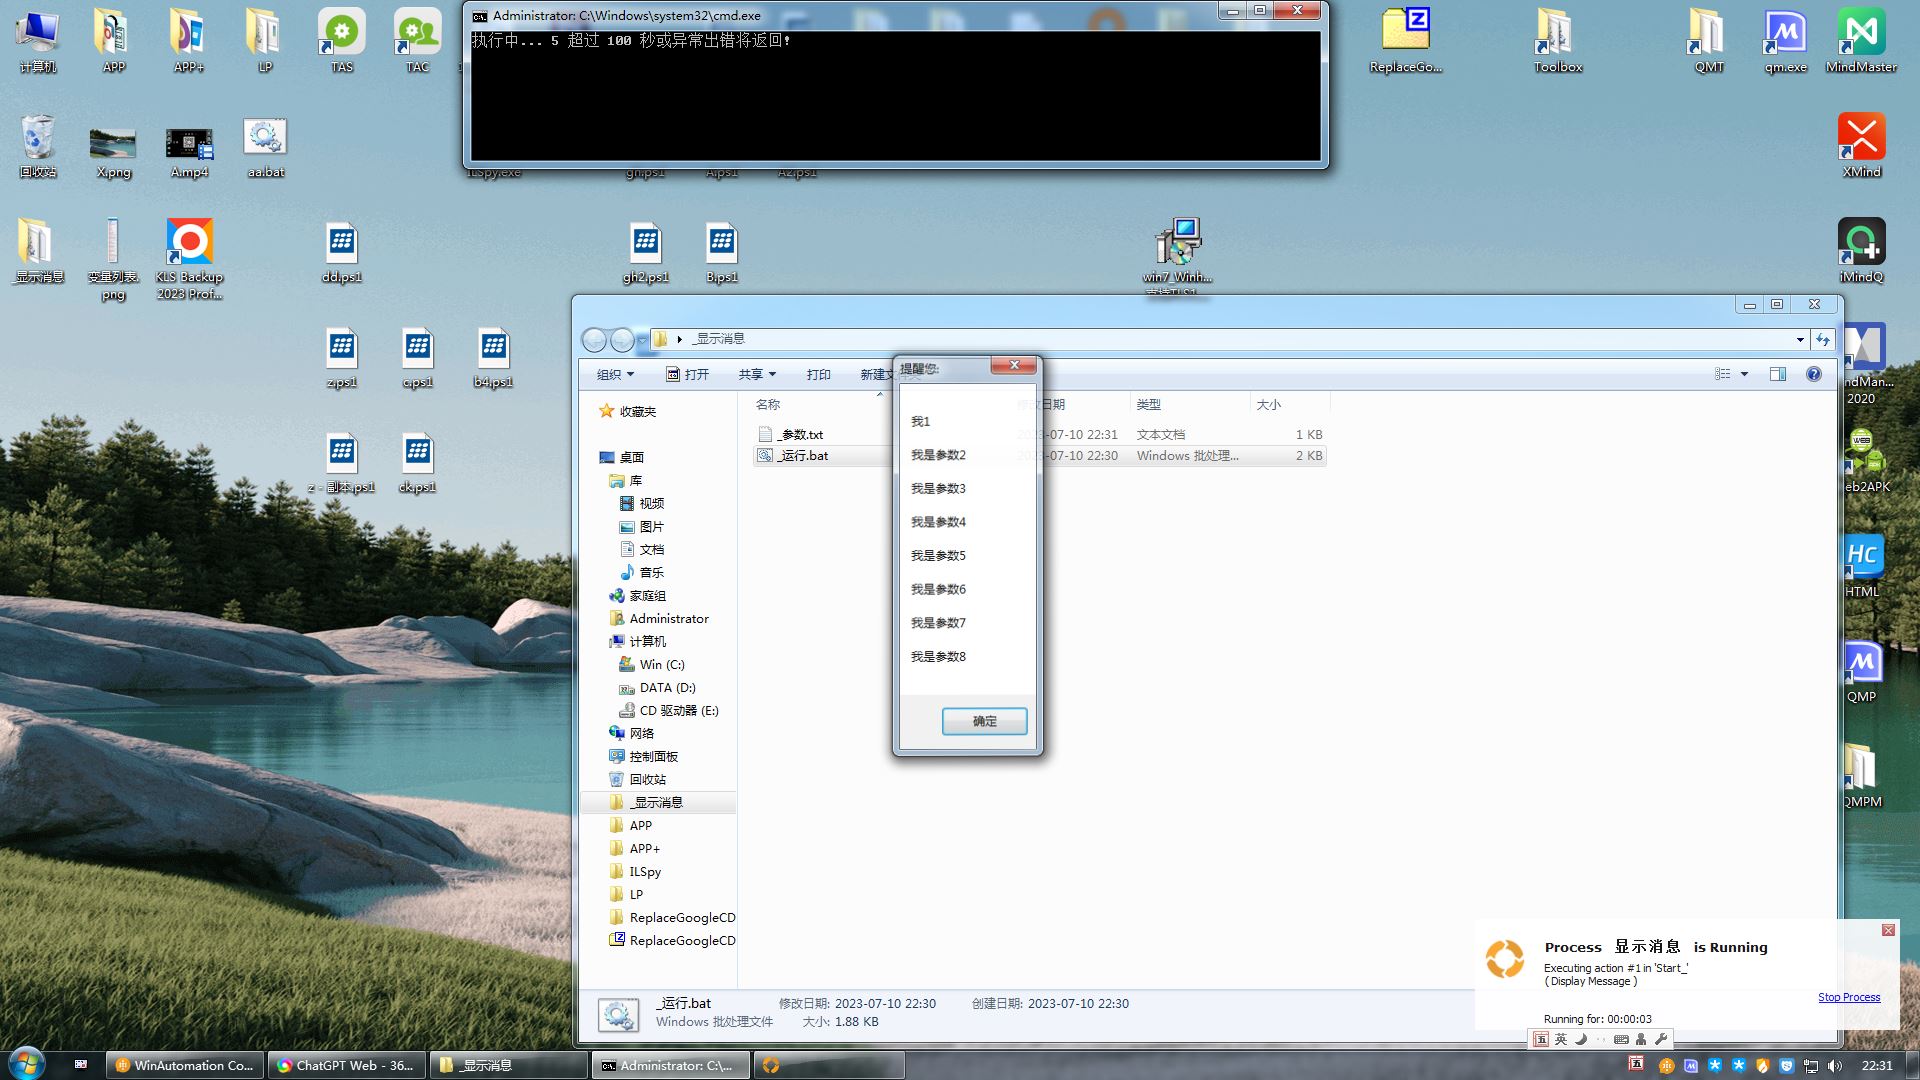 计算机
APP
APP+
LP
TAS
TAC
Administrator: C:\Windows\system32\cmd.exe
执行中... 5 超过 100 秒或异常出错将返回!
ReplaceGo...
Toolbox
QMT
qm.exe
MindMaster
回收站
X.png
A.mp4
aa.bat
ILSpy.exe
gh.ps1
A.ps1
A2.ps1
XMind
_显示消息
变量列表.
png
KLS Backup
2023 Prof...
dd.ps1
gh2.ps1
B.ps1
win7_Winh...
iMindQ
z.ps1
c.ps1
b4.ps1
z - 副本.ps1
ck.ps1
_显示消息
组织
打开
共享
打印
新建文件夹
收藏夹
桌面
库
视频
图片
文档
音乐
家庭组
Administrator
计算机
Win (C:)
DATA (D:)
CD 驱动器 (E:)
网络
控制面板
回收站
_显示消息
APP
APP+
ILSpy
LP
ReplaceGoogleCD
ReplaceGoogleCD
名称
修改日期
类型
大小
_参数.txt
2023-07-10 22:31
文本文档
1 KB
_运行.bat
2023-07-10 22:30
Windows 批处理...
2 KB
提醒您:
我1
我是参数2
我是参数3
我是参数4
我是参数5
我是参数6
我是参数7
我是参数8
确定
_运行.bat
修改日期: 2023-07-10 22:30
创建日期: 2023-07-10 22:30
Windows 批处理文件
大小: 1.88 KB
ndMan...
2020
eb2APK
HTML
QMP
QMPM
Process 显示消息 is Running
Executing action #1 in 'Start_'
( Display Message )
Stop Process
Running for: 00:00:03
五 英
WinAutomation Co...
ChatGPT Web - 36...
_显示消息
Administrator: C:\...
五
22:31